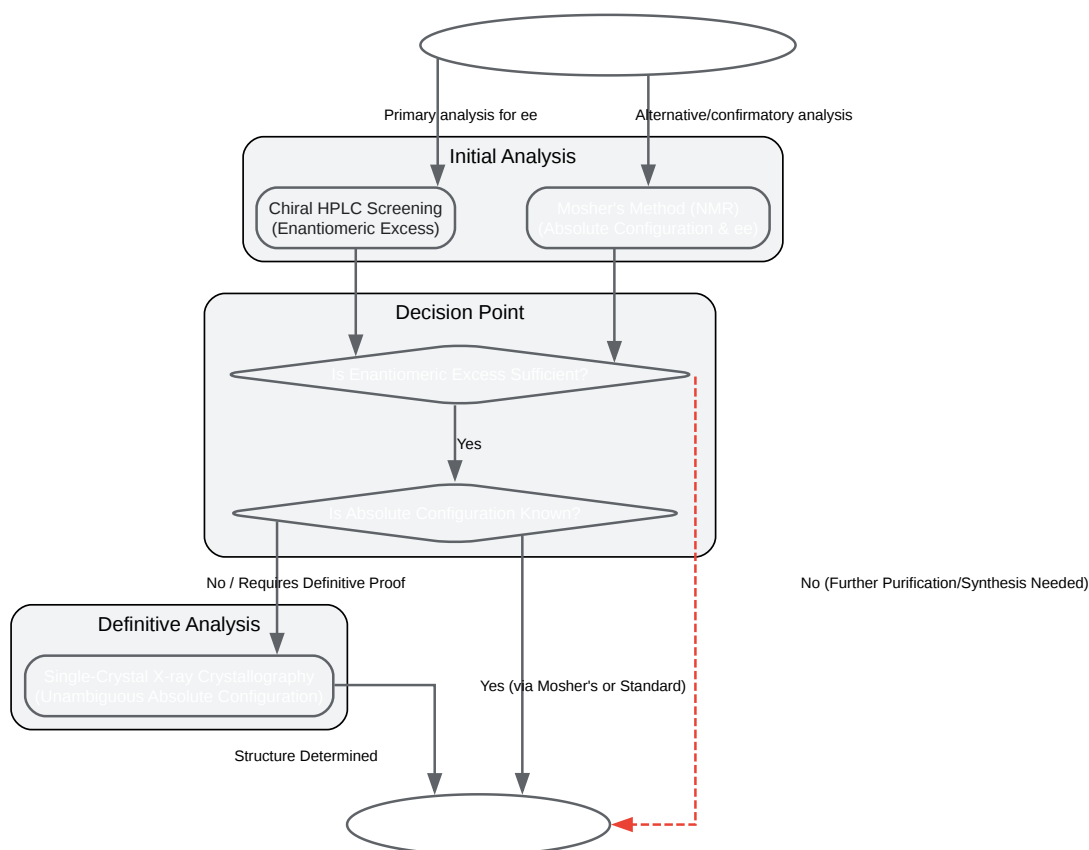 Primary analysis for ee
Alternative/confirmatory analysis
Initial Analysis
Chiral HPLC Screening
(Enantiomeric Excess)
Mosher's Method (NMR)
(Absolute Configuration & ee)
Decision Point
Is Enantiomeric Excess Sufficient?
Yes
Is Absolute Configuration Known?
No / Requires Definitive Proof
No (Further Purification/Synthesis Needed)
Definitive Analysis
Single-Crystal X-ray Crystallography
(Unambiguous Absolute Configuration)
Yes (via Mosher's or Standard)
Structure Determined